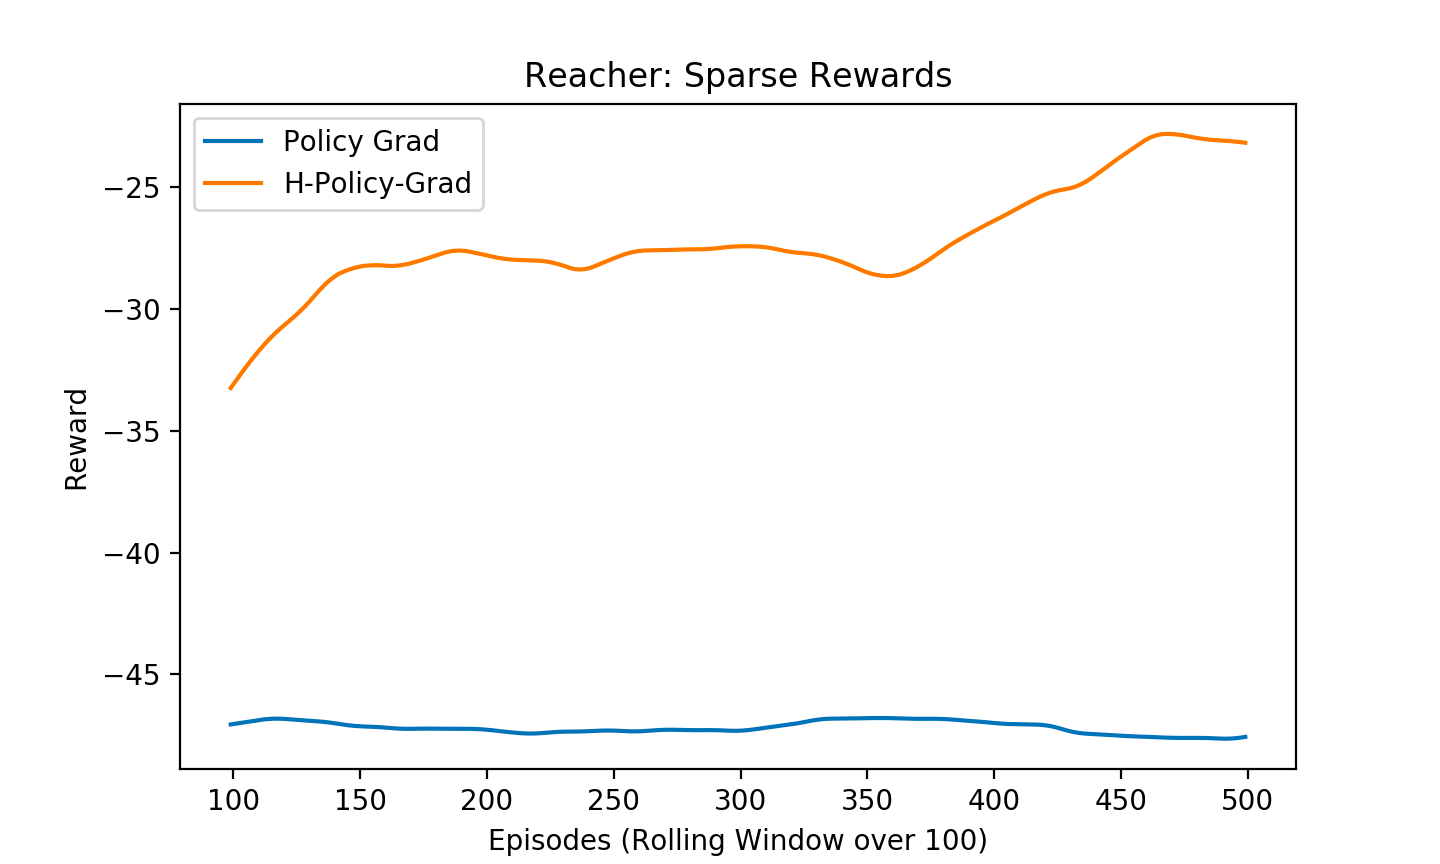 Reacher: Sparse Rewards
Policy Grad
H-Policy-Grad
Reward
−25
−30
−35
−40
−45
100 150 200 250 300 350 400 450 500
Episodes (Rolling Window over 100)